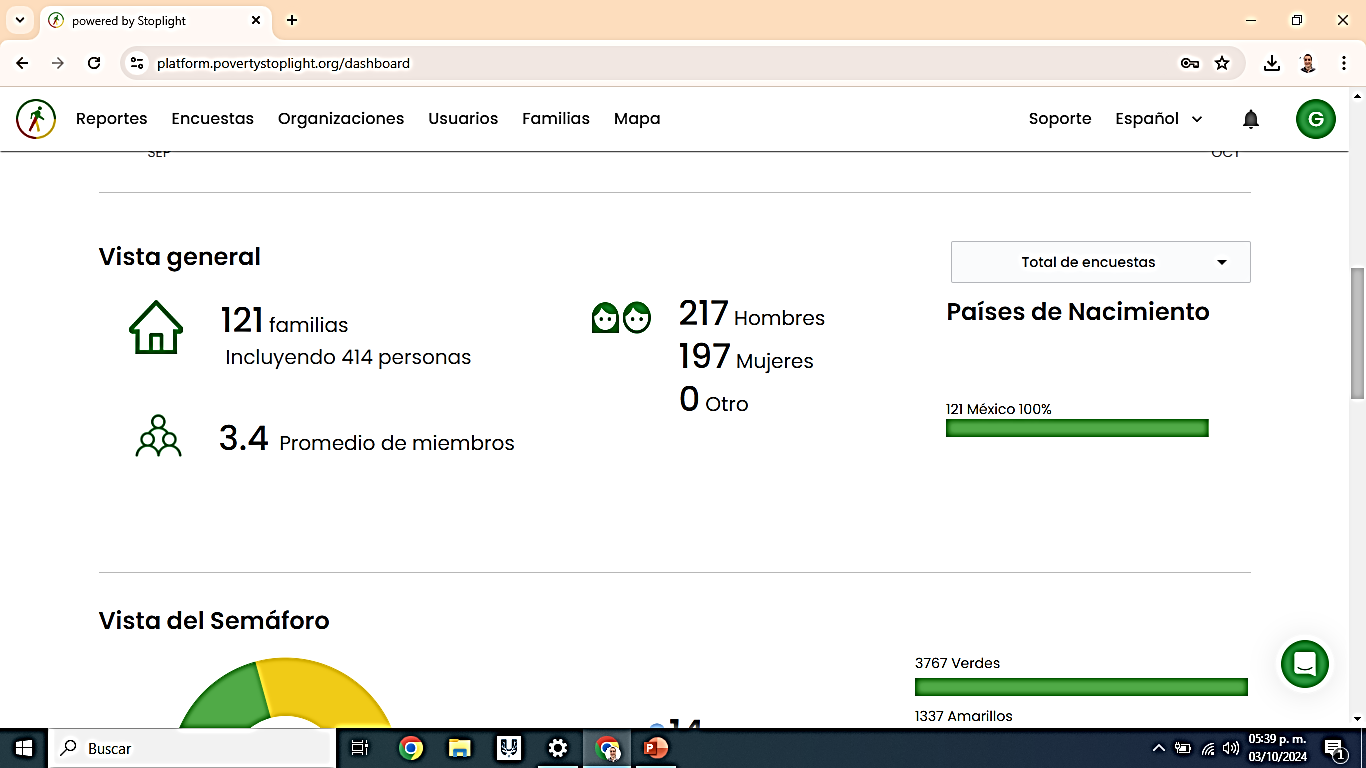 powered by Stoplight
platform.povertystoplight.org/dashboard
Reportes Encuestas Organizaciones Usuarios Familias Mapa Soporte Español G
SEP OCT
Vista general
Total de encuestas
121 familias
Incluyendo 414 personas
3.4 Promedio de miembros
217 Hombres
197 Mujeres
0 Otro
Países de Nacimiento
121 México 100%
Vista del Semáforo
14
3767 Verdes
1337 Amarillos
Buscar
05:39 p. m.
03/10/2024
1